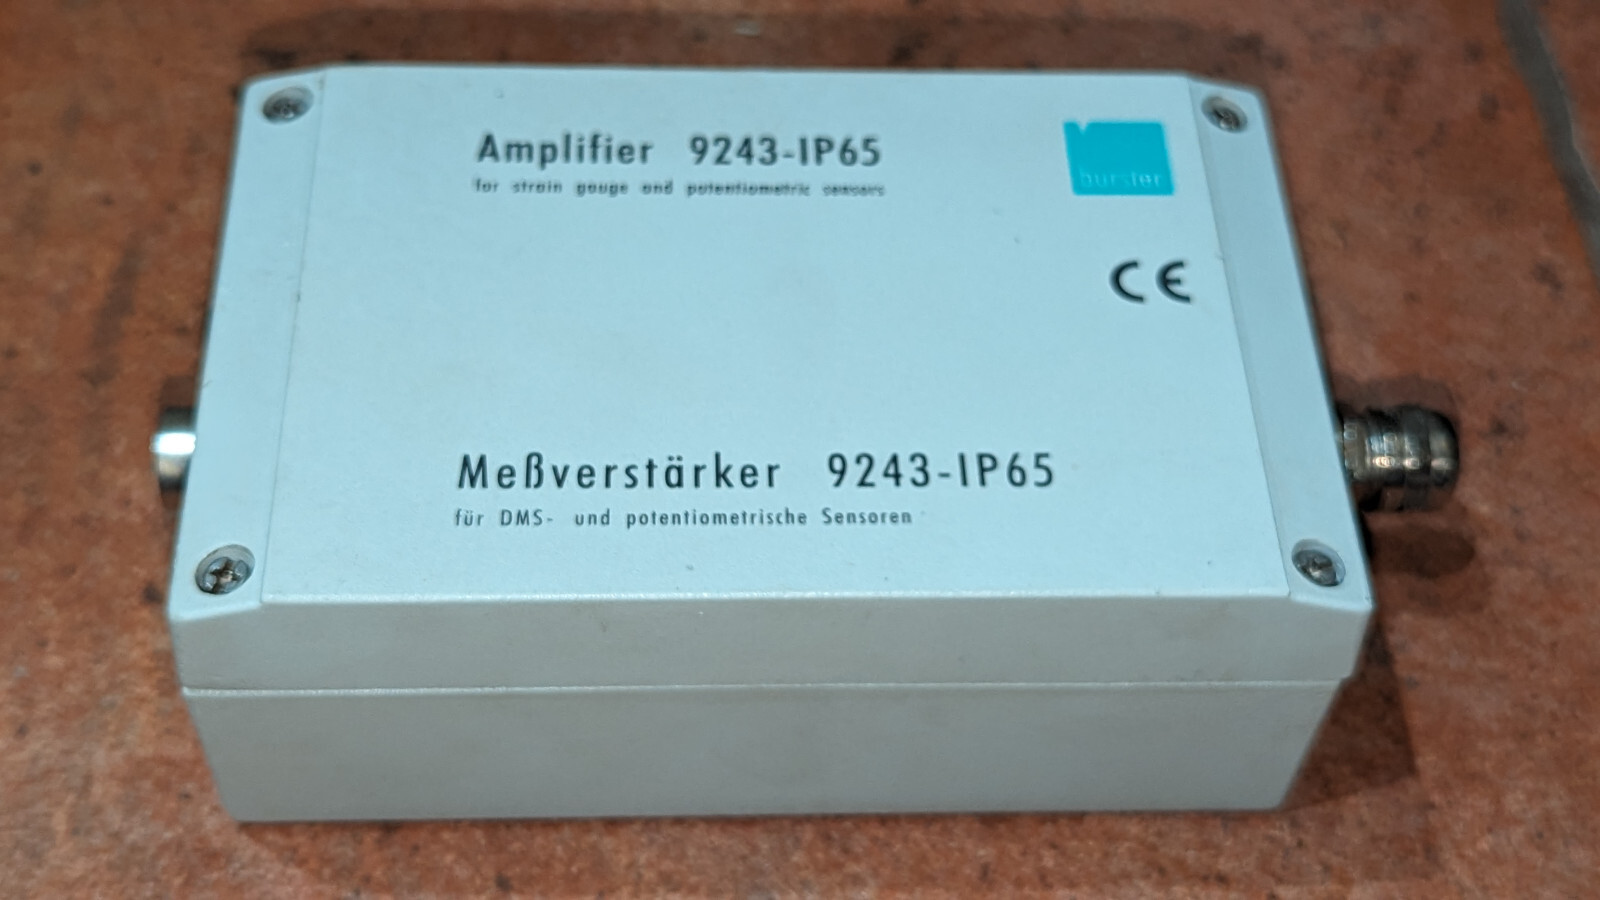 Amplifier 9243-IP65
for strain gauge and potentiometric sensors
burster
CE
Meßverstärker 9243-IP65
für DMS- und potentiometrische Sensoren